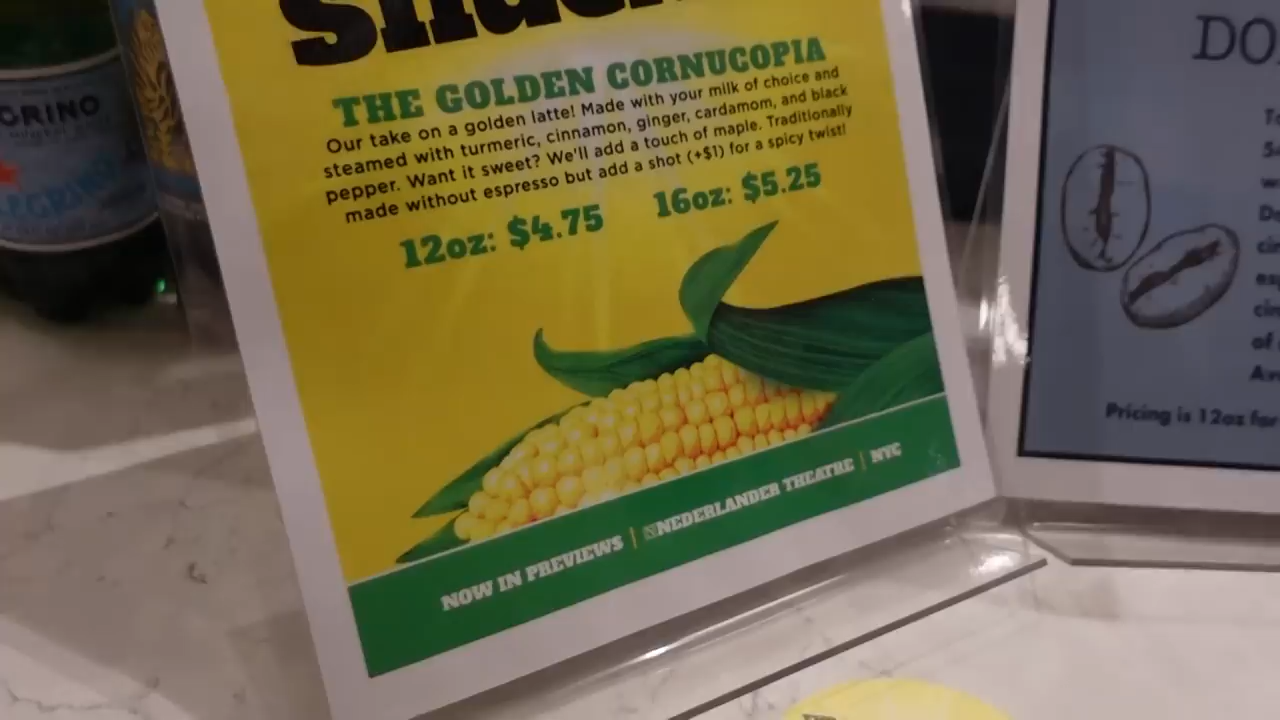 GRINO
THE GOLDEN CORNUCOPIA
Our take on a golden latte! Made with your milk of choice and
steamed with turmeric, cinnamon, ginger, cardamom, and black
pepper. Want it sweet? We'll add a touch of maple. Traditionally
made without espresso but add a shot (+$1) for a spicy twist!
12oz: $4.75 16oz: $5.25
NOW IN PREVIEWS | NEDERLANDER THEATRE | NYC
DO
of
Pricing is 12oz for